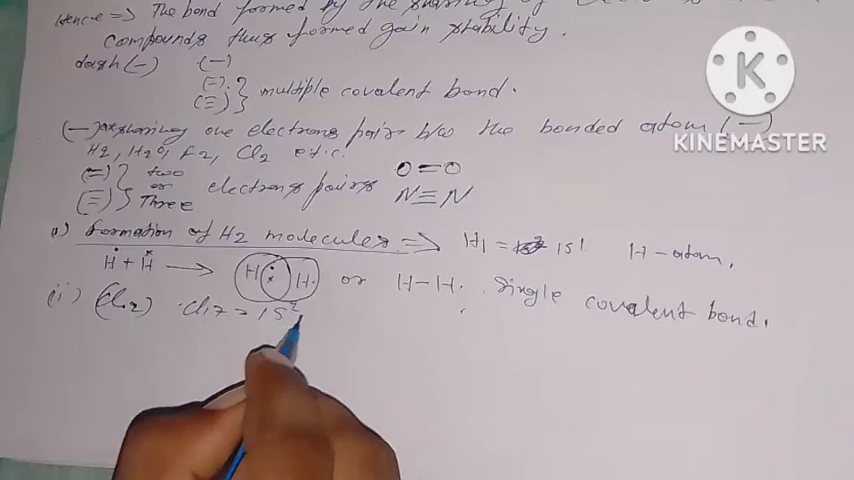 Hence => The bond formed by the sharing of
compounds thus formed gain stability.
dash (-) (-)
(=) } multiple covalent bond.
(≡)
(-) sharing one electrons pair b/w the bonded atom (-)
H2, H2O, F2, Cl2 etc.
(=) } two or electrons pairs O=O
(≡) } Three N≡N
(i) formation of H2 molecules => H1 = 1s1 H-atom,
H + H → H H. or H-H. Single covalent bond.
(ii) (Cl2) Cl17 = 1s2
K
KINEMASTER